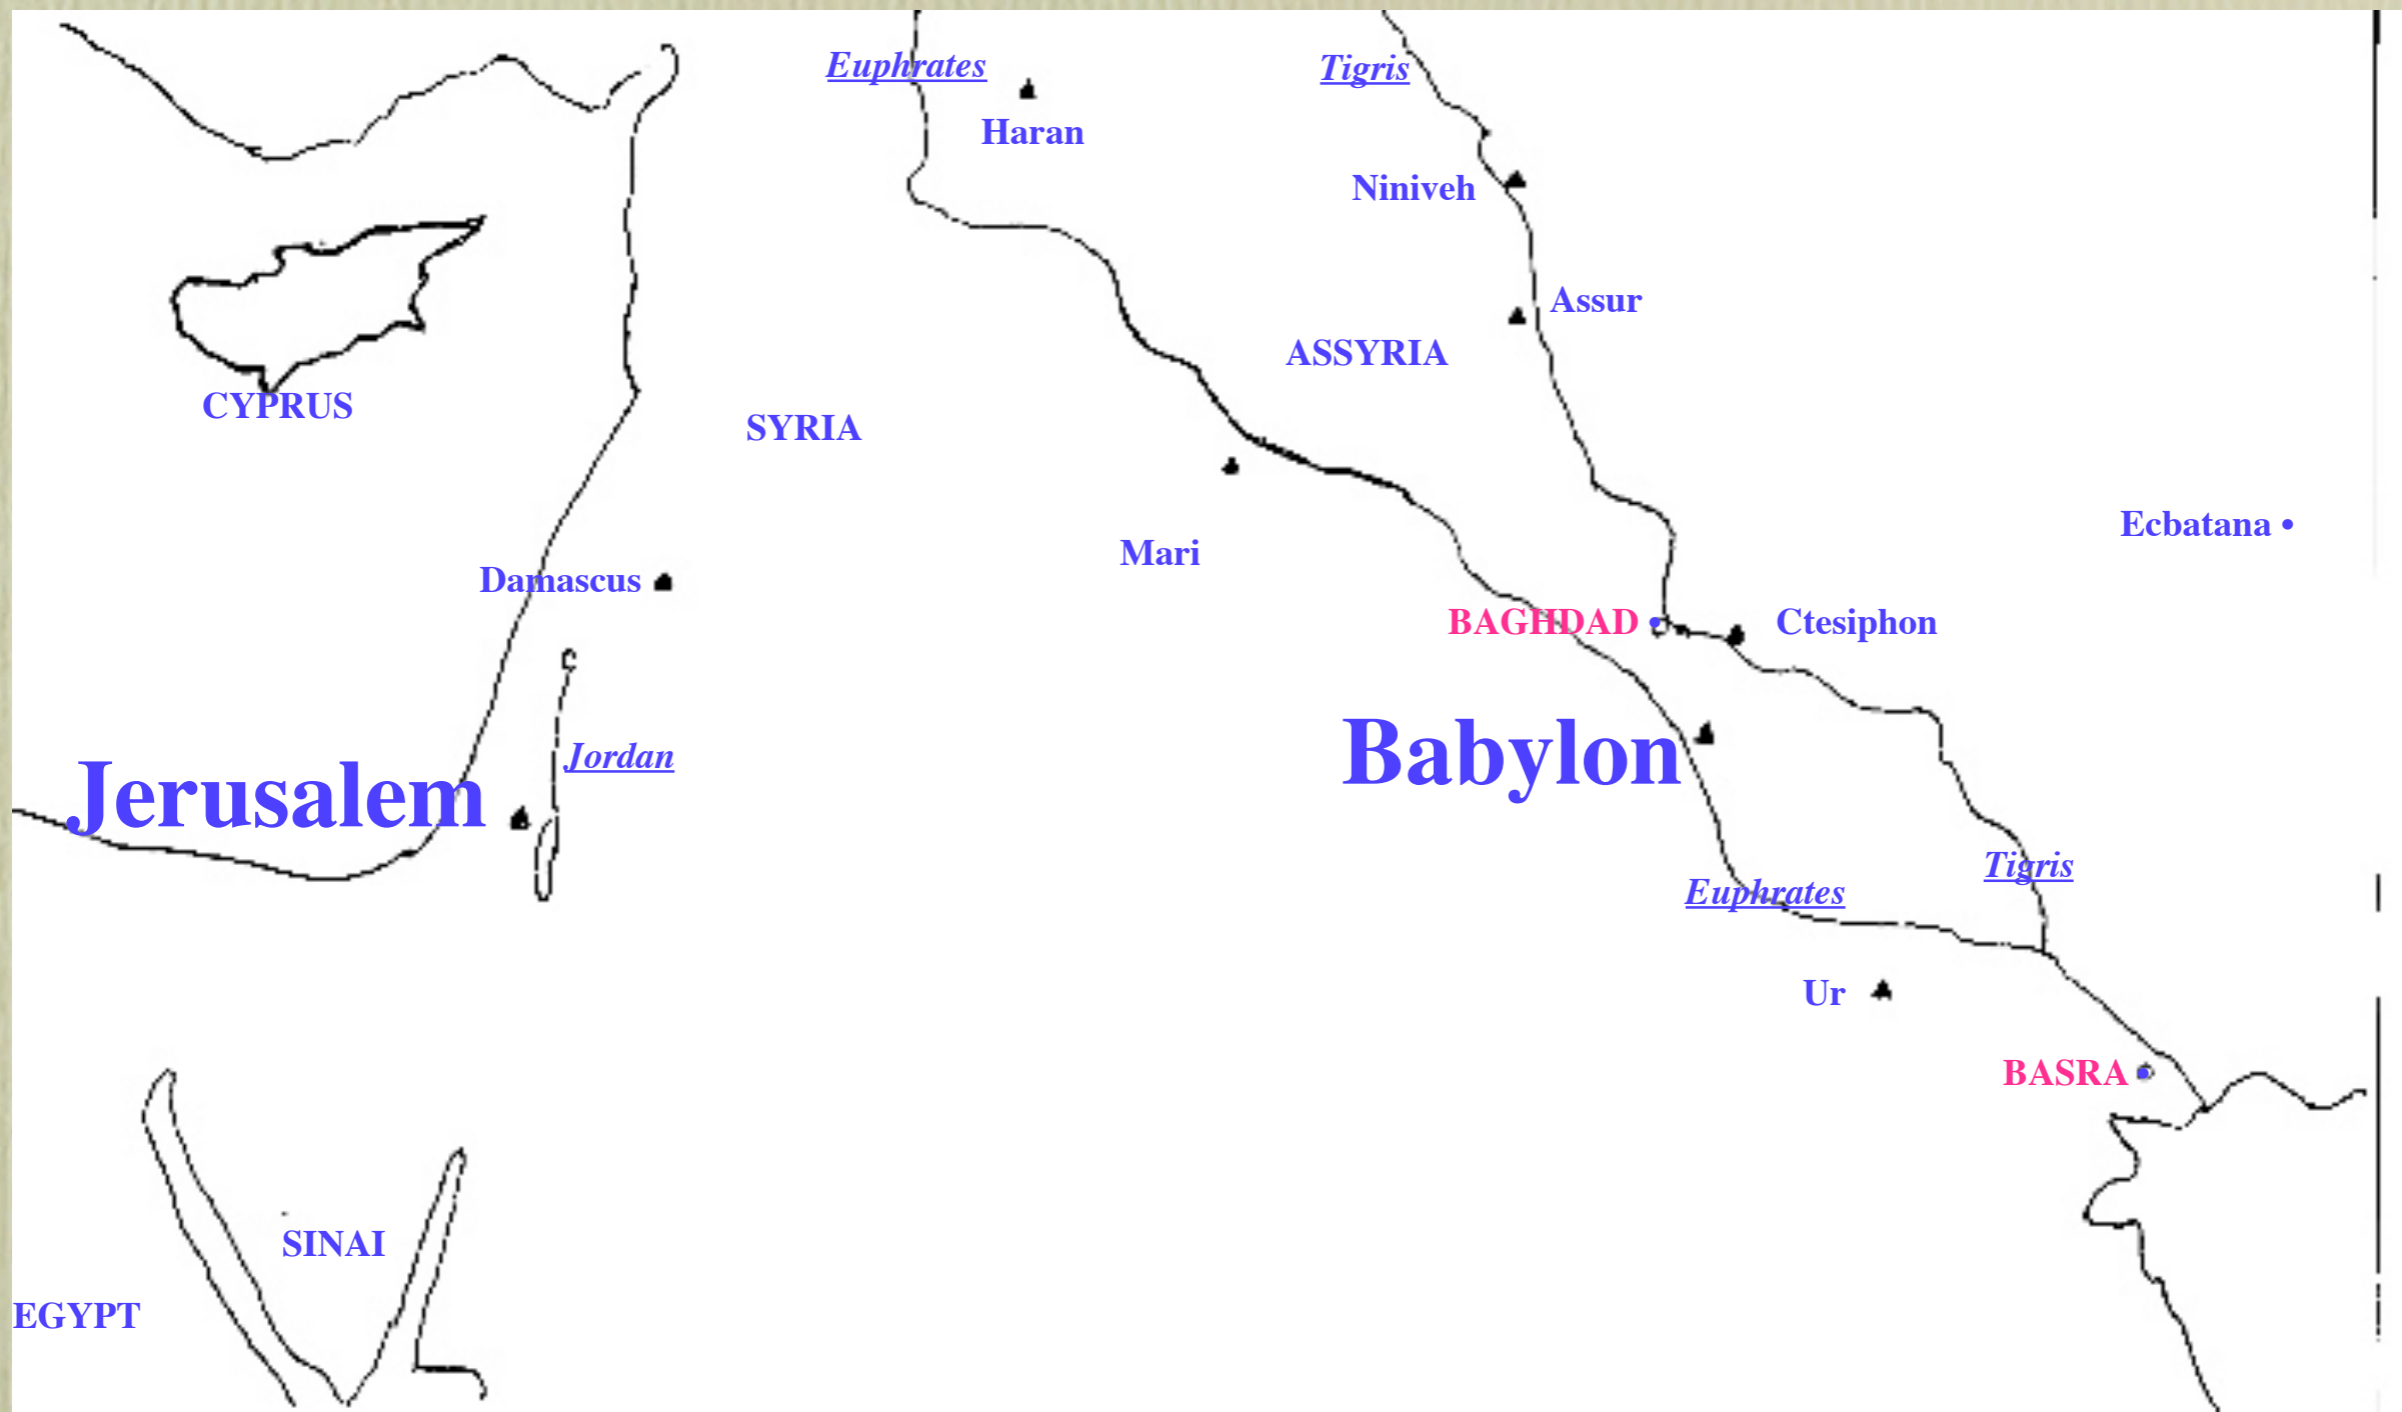 Euphrates
Tigris
Haran
Niniveh
Assur
ASSYRIA
CYPRUS
SYRIA
Ecbatana •
Mari
Damascus
BAGHDAD
Ctesiphon
Babylon
Jordan
Jerusalem
Tigris
Euphrates
Ur
BASRA
SINAI
EGYPT